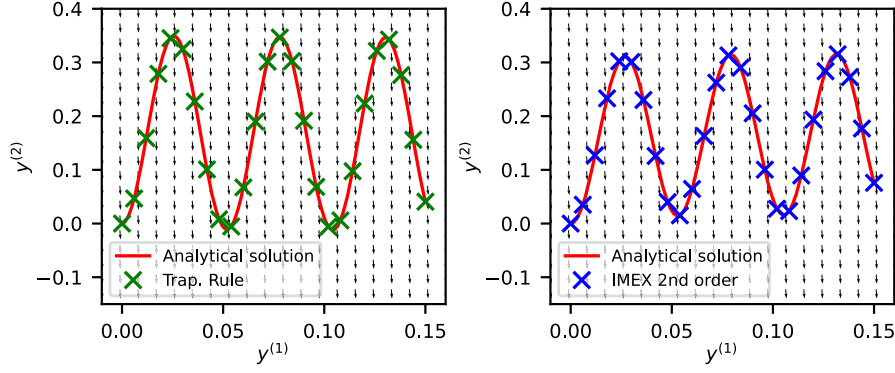 0.4
0.3
0.2
0.1
0.0
−0.1
y^{(2)}
Analytical solution
Trap. Rule
0.00
0.05
0.10
0.15
y^{(1)}
0.4
0.3
0.2
0.1
0.0
−0.1
y^{(2)}
Analytical solution
IMEX 2nd order
0.00
0.05
0.10
0.15
y^{(1)}